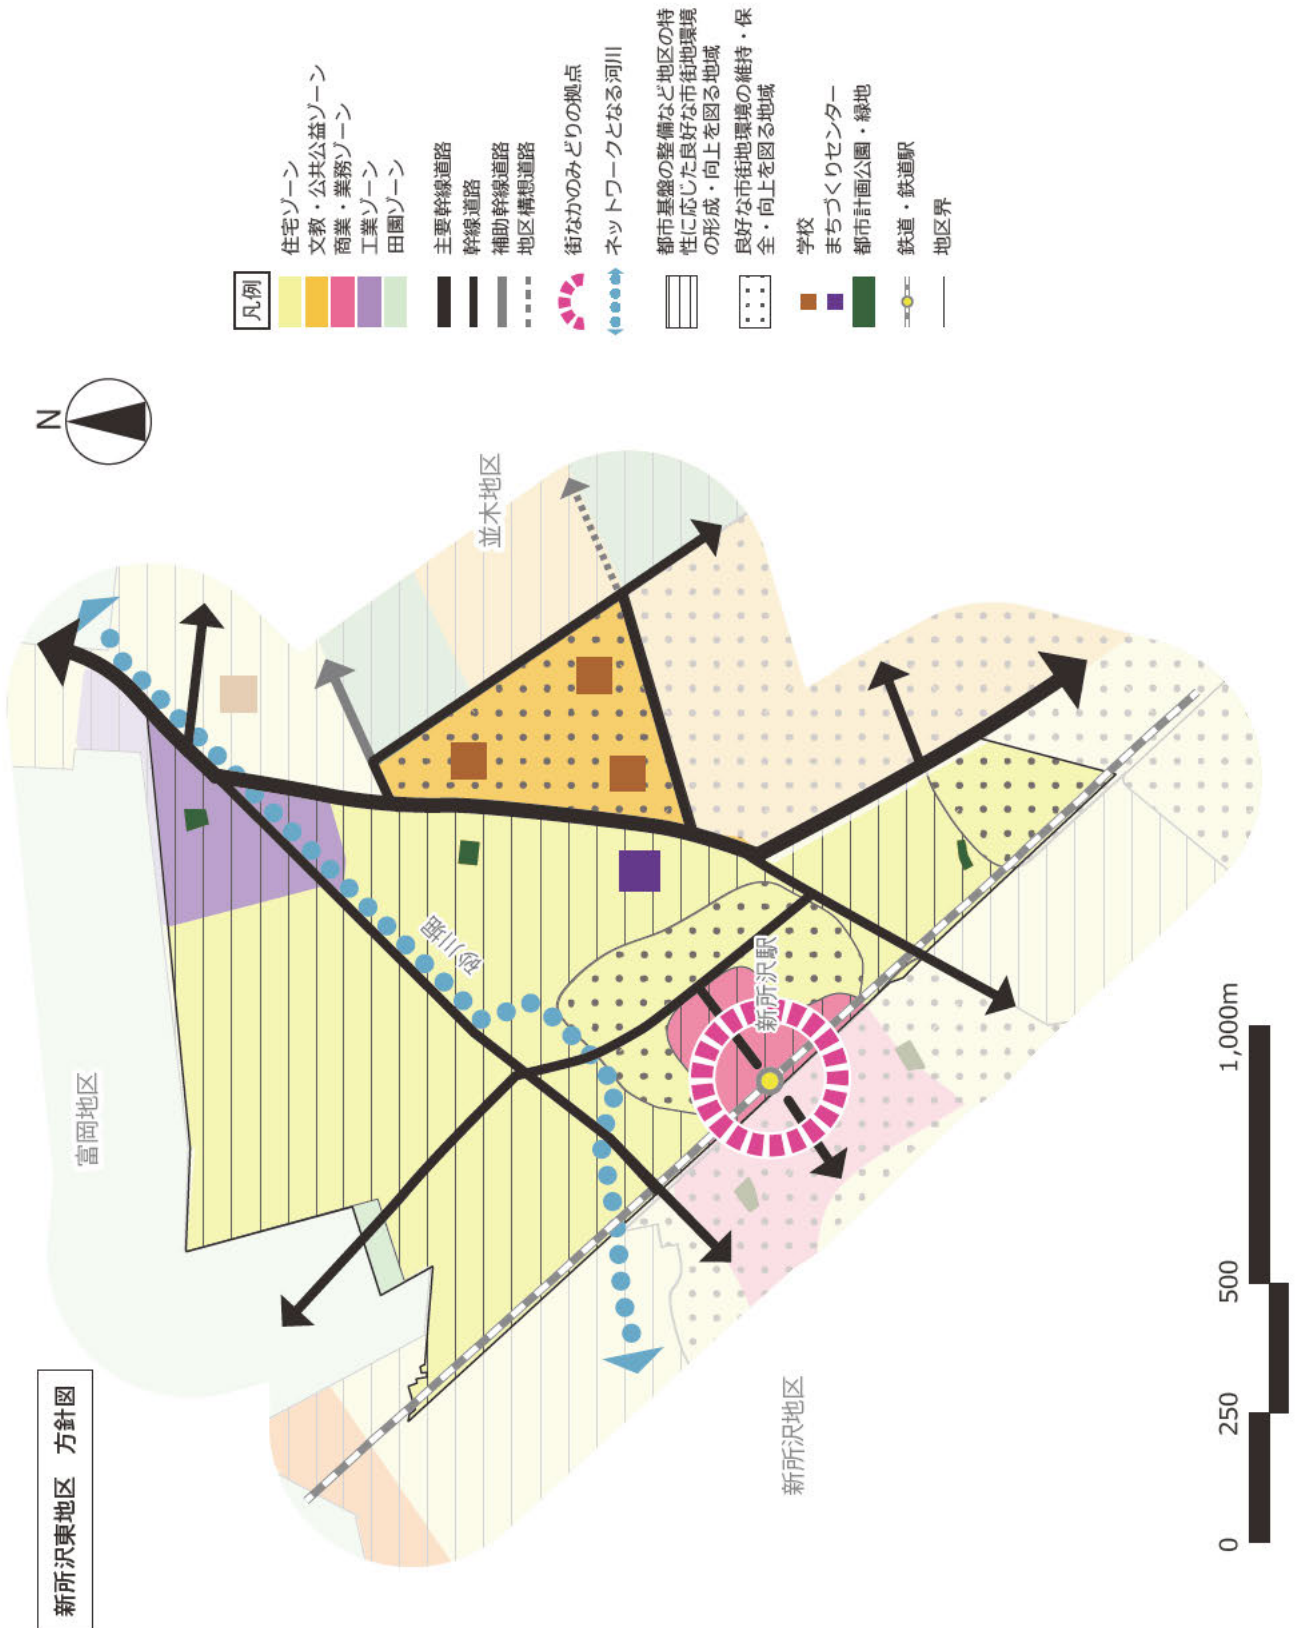 新所沢東地区　方針図
N
凡例
住宅ゾーン
文教・公共公益ゾーン
商業・業務ゾーン
工業ゾーン
田園ゾーン
主要幹線道路
幹線道路
補助幹線道路
地区構想道路
街なかのみどりの拠点
ネットワークとなる河川
都市基盤の整備など地区の特
性に応じた良好な市街地環境
の形成・向上を図る地域
良好な市街地環境の維持・保
全・向上を図る地域
学校
まちづくりセンター
都市計画公園・緑地
鉄道・鉄道駅
地区界
富岡地区
並木地区
砂川堀
新所沢駅
新所沢地区
0
250
500
1,000m